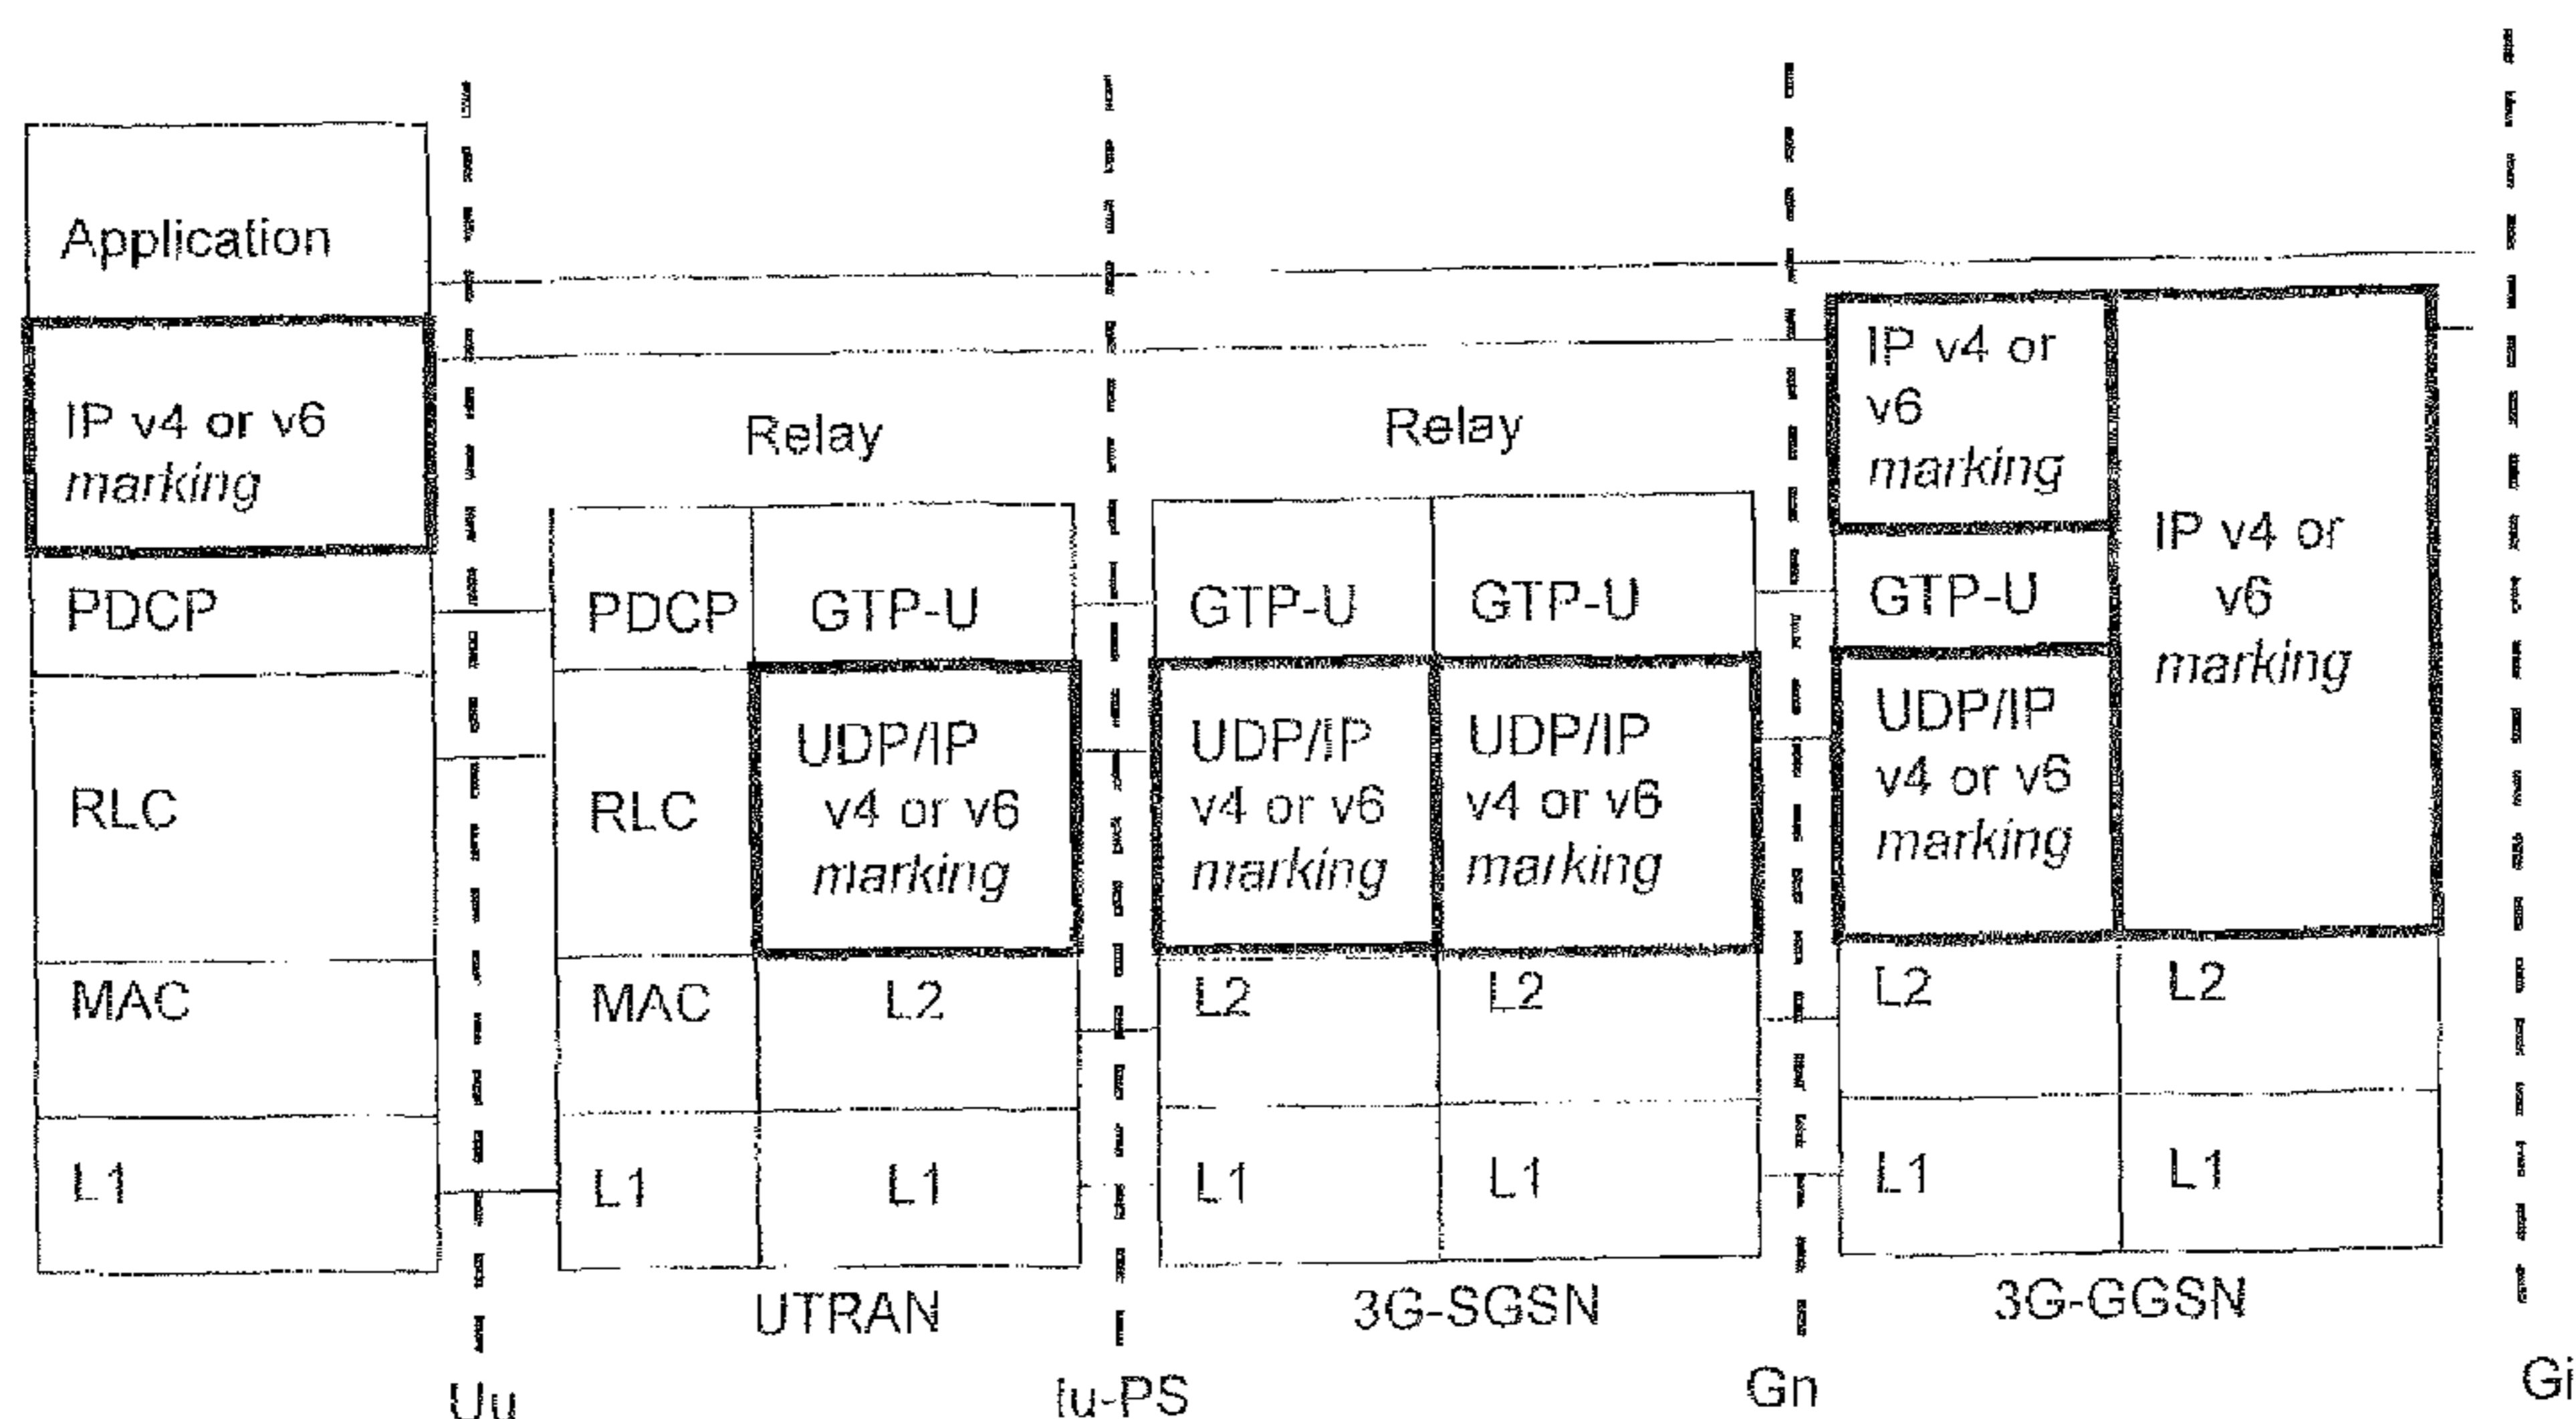 Application
IP v4 or v6
marking
PDCP
RLC
MAC
L1
Relay
PDCP
GTP-U
RLC
UDP/IP
v4 or v6
marking
MAC
L2
L1
L1
UTRAN
Relay
GTP-U
GTP-U
UDP/IP
v4 or v6
marking
UDP/IP
v4 or v6
marking
L2
L2
L1
L1
3G-SGSN
IP v4 or
v6
marking
GTP-U
UDP/IP
v4 or v6
marking
IP v4 or
v6
marking
L2
L2
L1
L1
3G-GGSN
Uu
Iu-PS
Gn
Gi